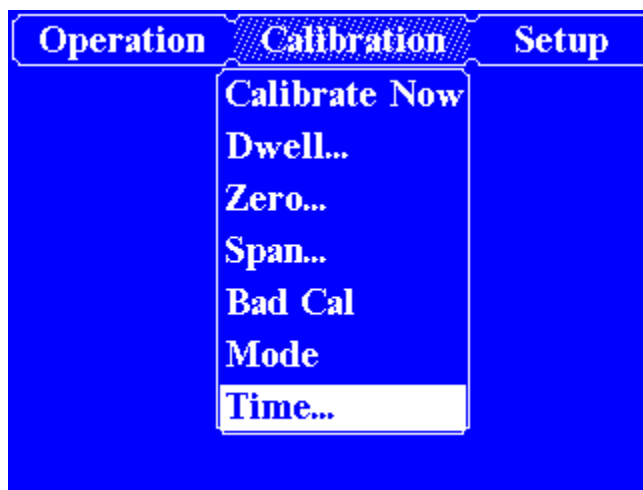 Operation Calibration Setup
Calibrate Now
Dwell...
Zero...
Span...
Bad Cal
Mode
Time...